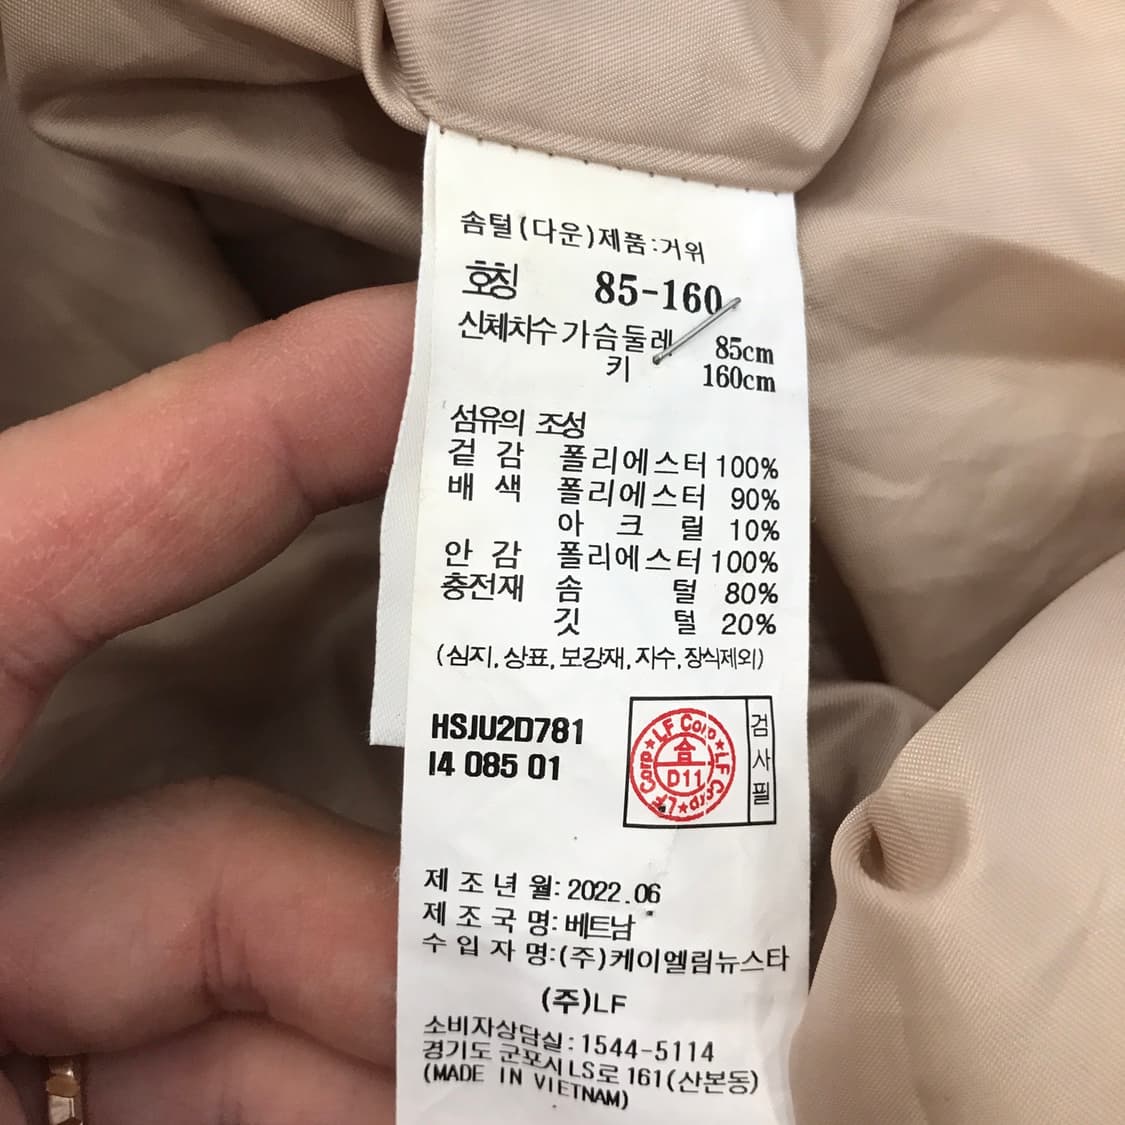 솜털(다운)제품:거위
호칭 85-160
신체치수 가슴둘레 85cm
키 160cm
섬유의 조성
겉 감 폴리에스터 100%
배 색 폴리에스터 90%
아 크 릴 10%
안 감 폴리에스터 100%
충전재 솜 털 80%
깃 털 20%
(심지,상표,보강재,자수,장식제외)
HSJU2D781
I4 085 01
LF Corp★LF Corp★LF Corp★
合
D11
검사필
제 조 년 월: 2022.06
제 조 국 명: 베트남
수 입 자 명:(주)케이엘림뉴스타
(주)LF
소비자상담실:1544-5114
경기도 군포시 LS로 161(산본동)
(MADE IN VIETNAM)